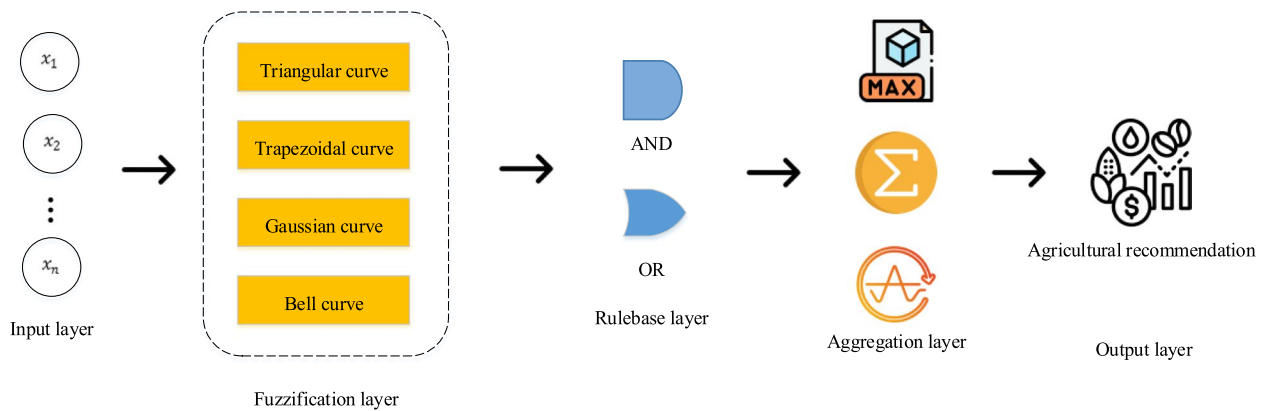 x₁
x₂
⋮
xₙ
Input layer
Triangular curve
Trapezoidal curve
Gaussian curve
Bell curve
Fuzzification layer
AND
OR
Rulebase layer
MAX
Σ
Aggregation layer
$
Agricultural recommendation
Output layer